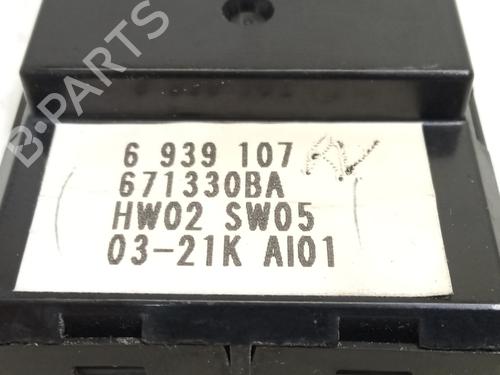 B-PARTS
6 939 107
671330BA
HW02 SW05
03-21K AI01